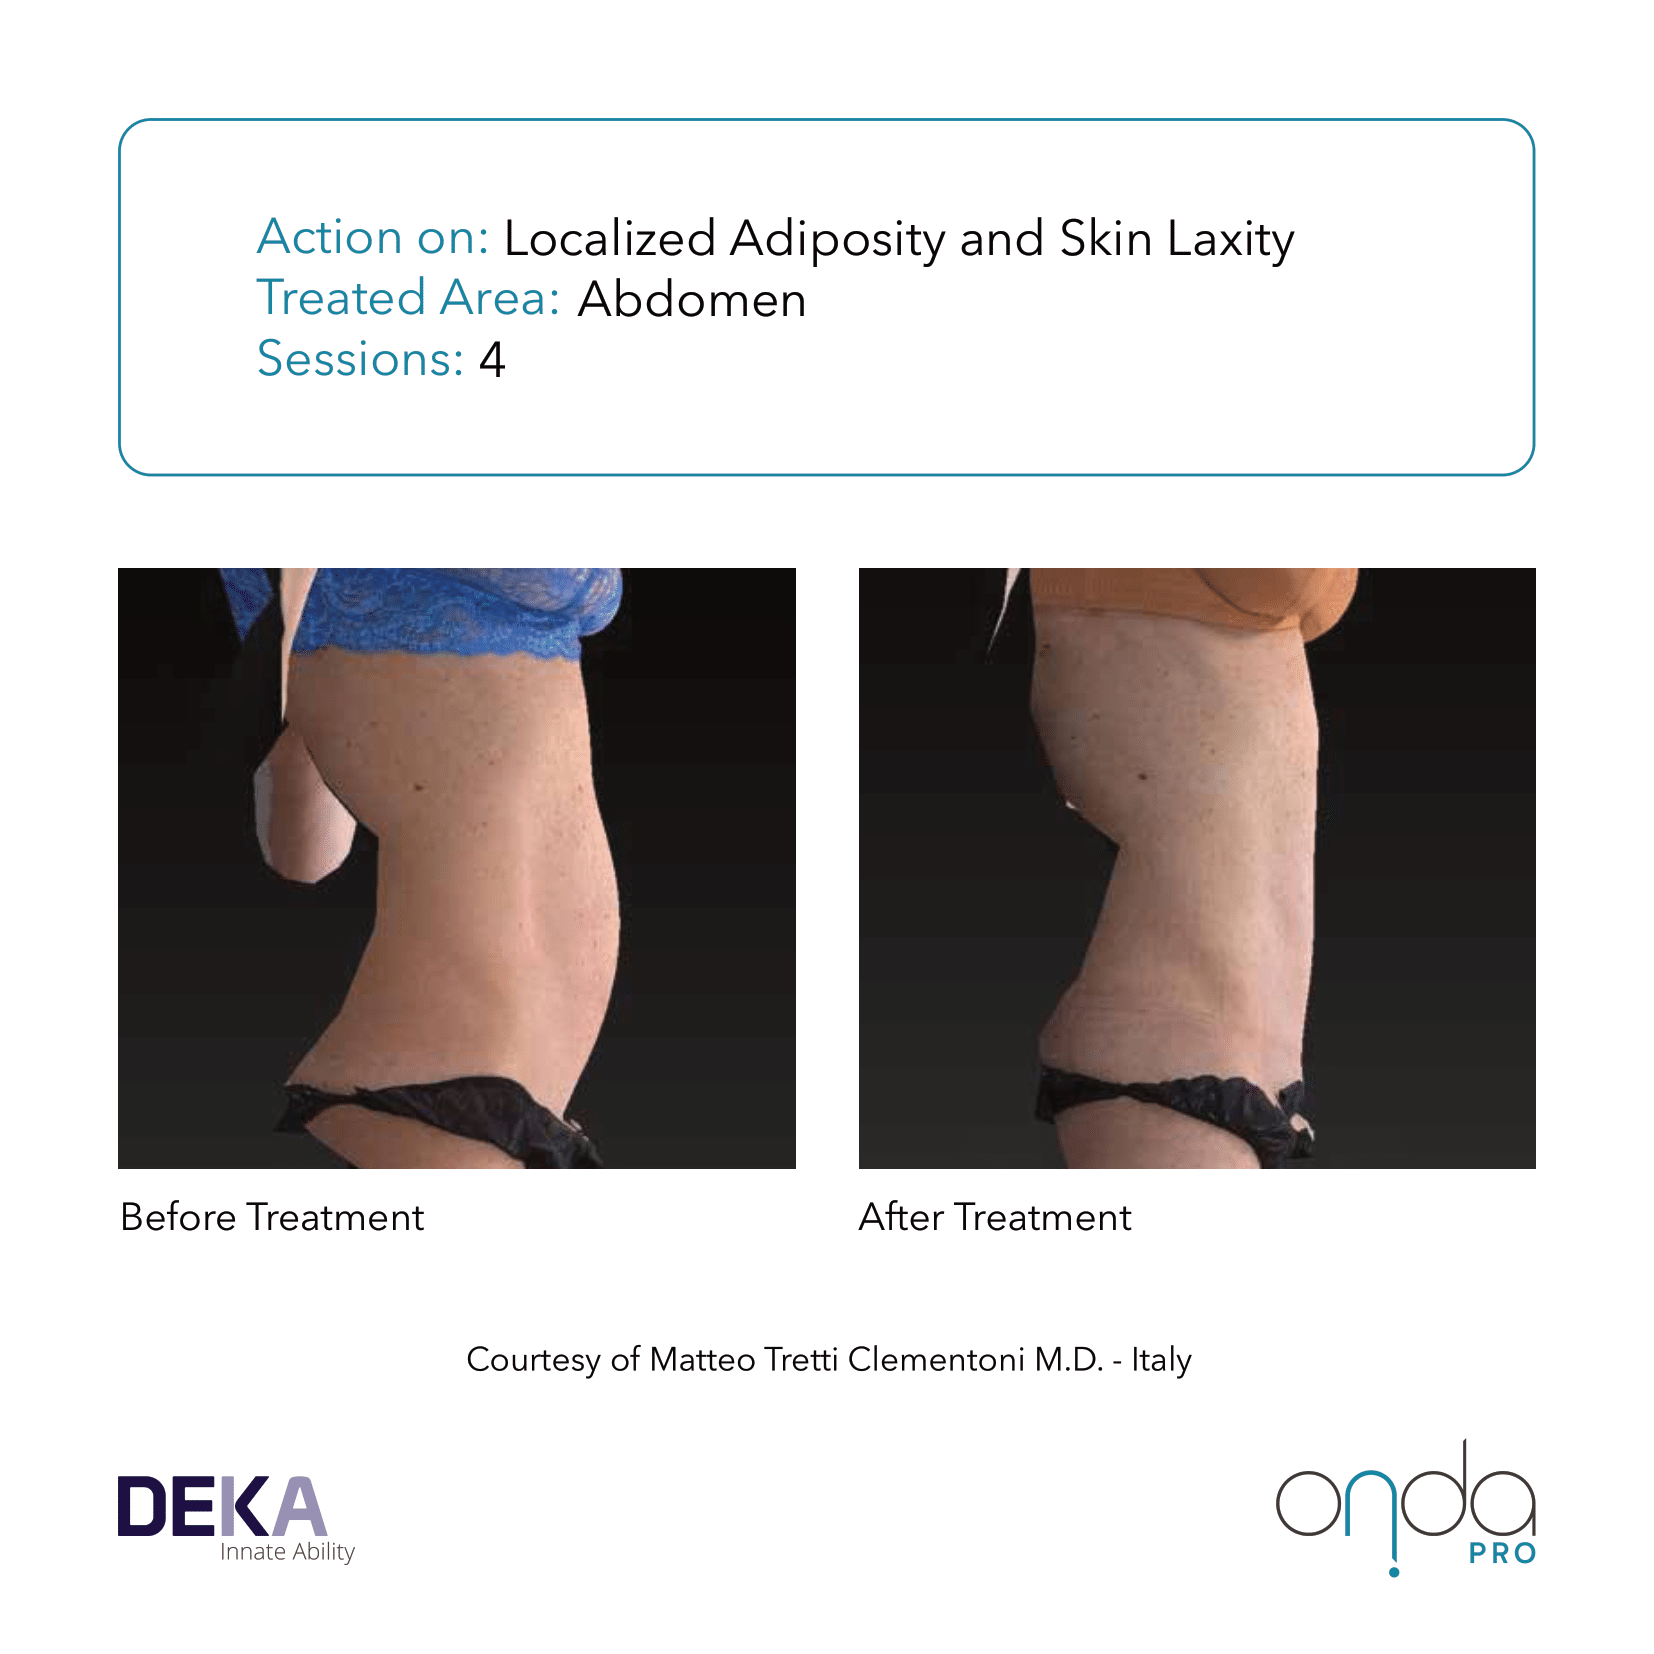 Action on: Localized Adiposity and Skin Laxity
Treated Area: Abdomen
Sessions: 4
Before Treatment
After Treatment
Courtesy of Matteo Tretti Clementoni M.D. - Italy
DEKA
Innate Ability
onda
PRO